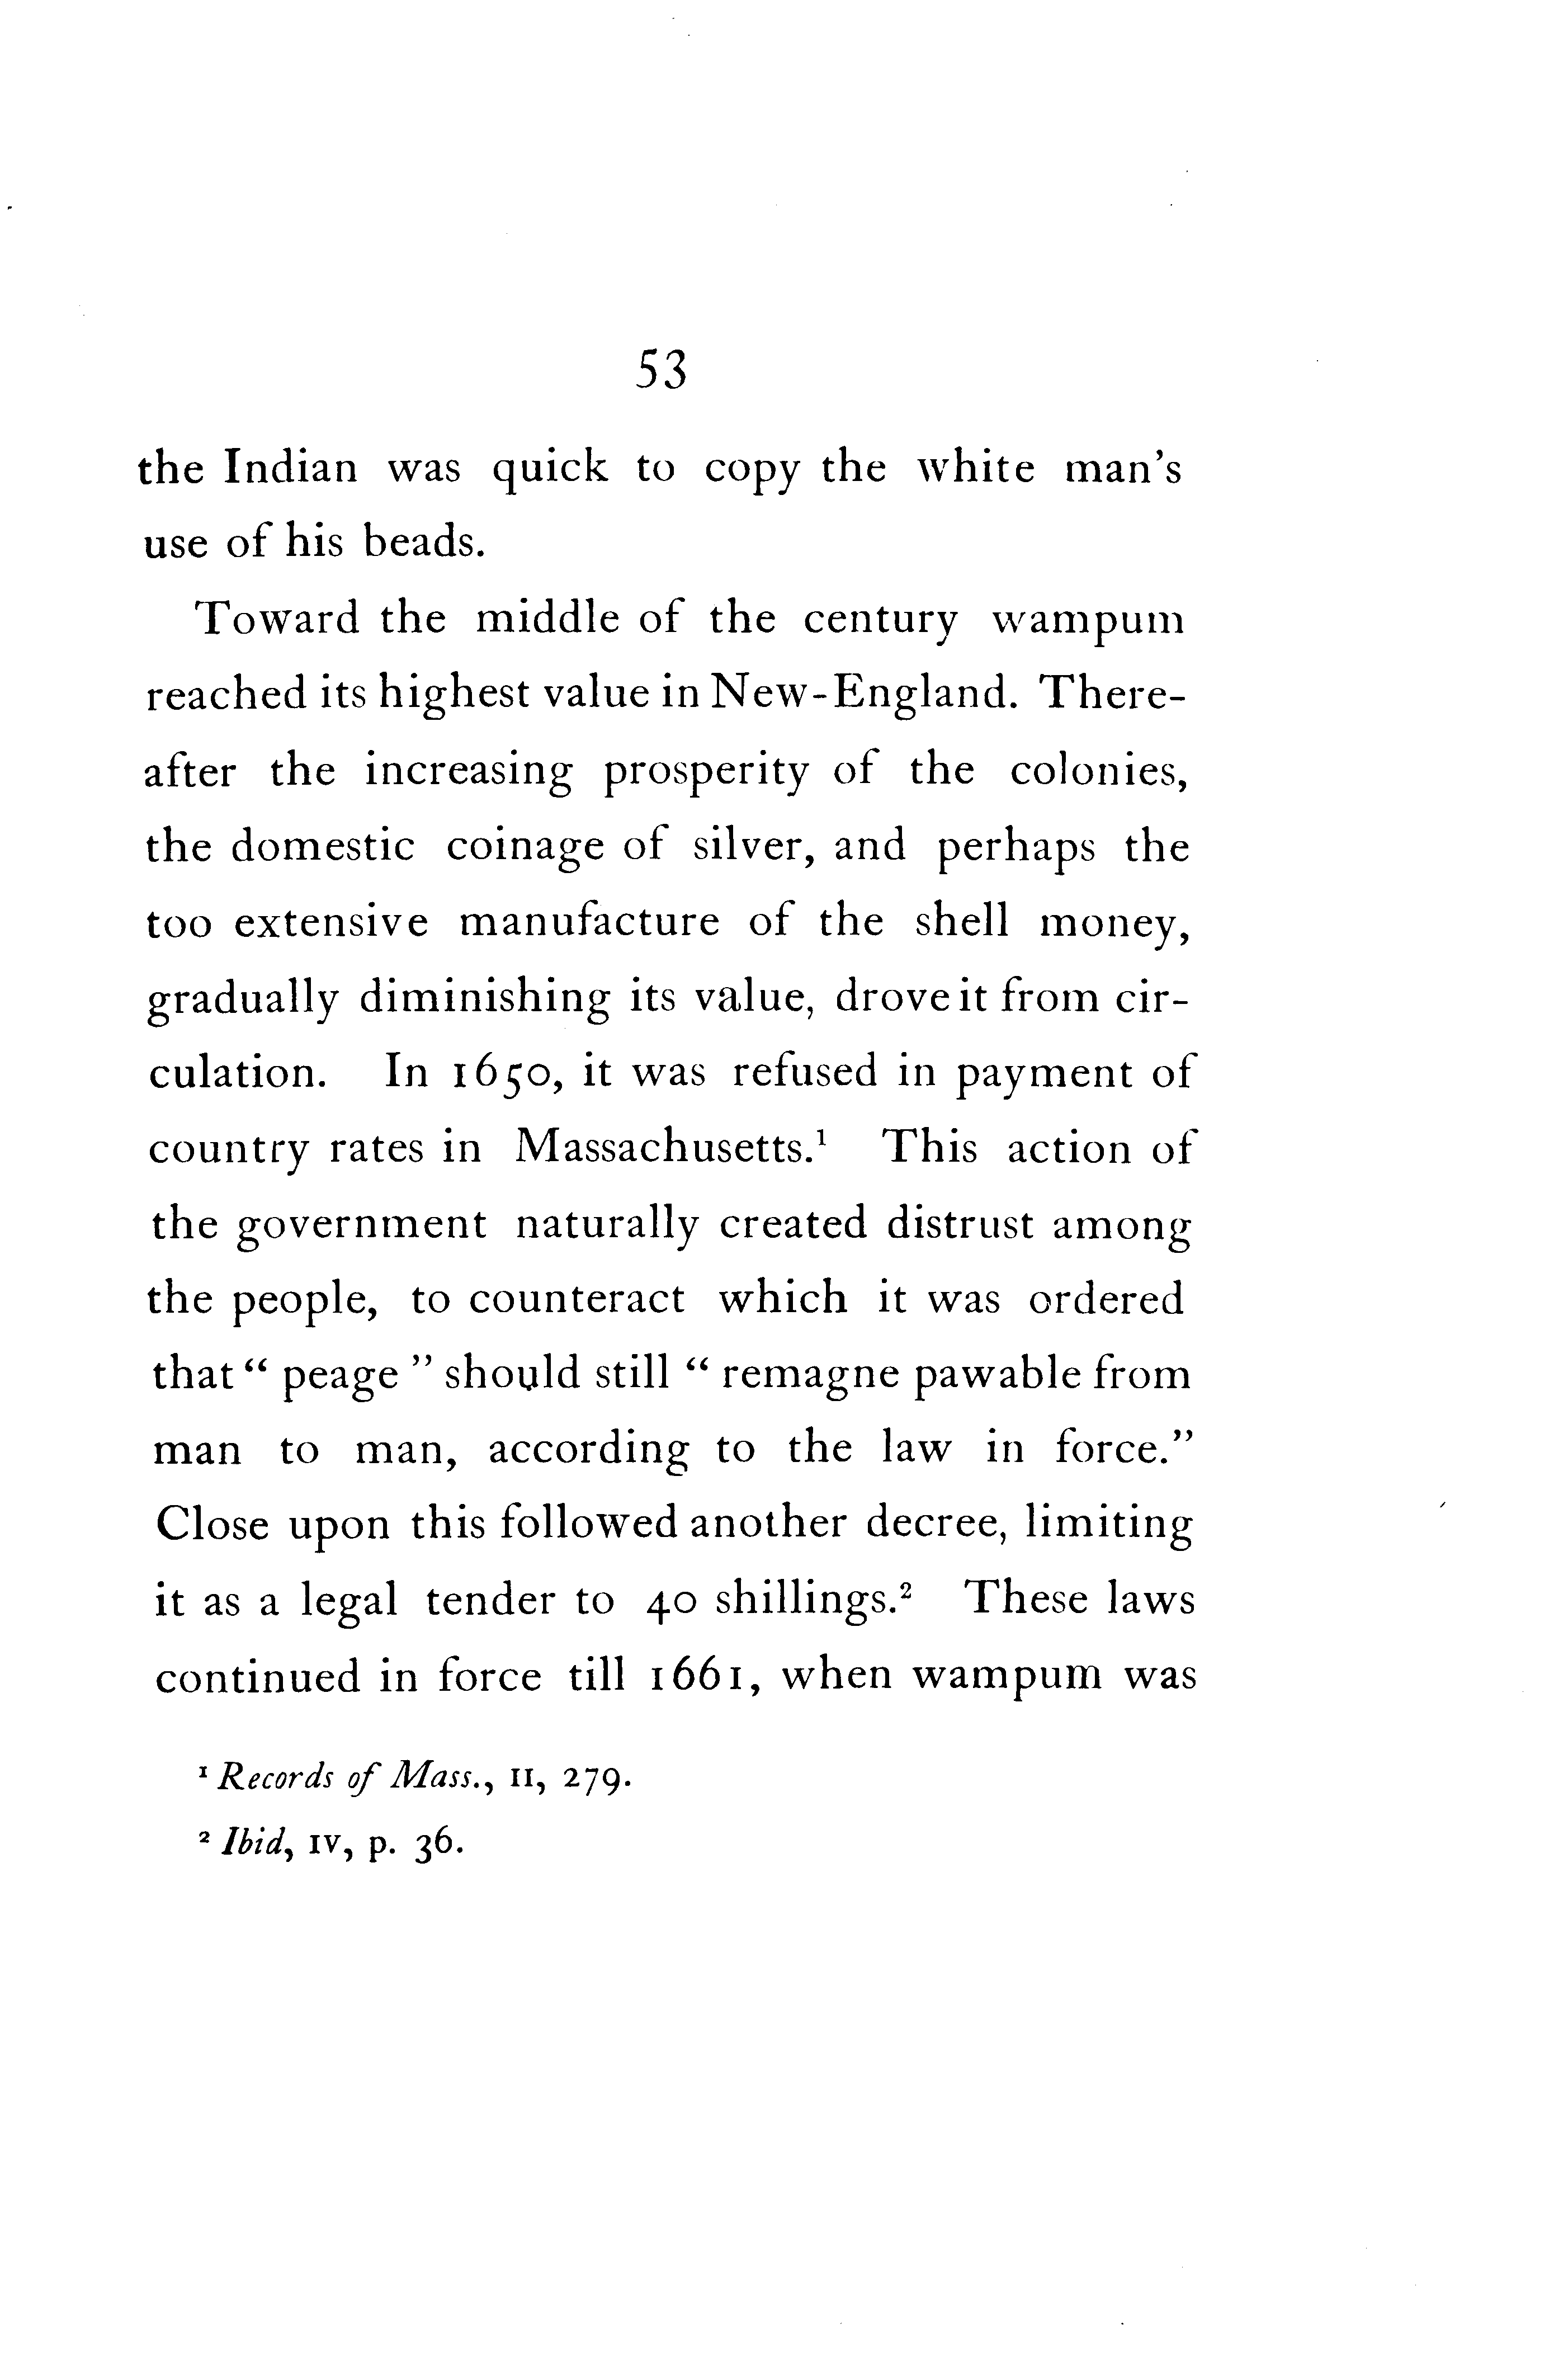 53
the Indian was quick to copy the white man's
use of his beads.
Toward the middle of the century wampum
reached its highest value in New-England. There-
after the increasing prosperity of the colonies,
the domestic coinage of silver, and perhaps the
too extensive manufacture of the shell money,
gradually diminishing its value, drove it from cir-
culation. In 1650, it was refused in payment of
country rates in Massachusetts.¹ This action of
the government naturally created distrust among
the people, to counteract which it was ordered
that “ peage ” should still “ remagne pawable from
man to man, according to the law in force.”
Close upon this followed another decree, limiting
it as a legal tender to 40 shillings.² These laws
continued in force till 1661, when wampum was
¹ Records of Mass., II, 279.
² Ibid, IV, p. 36.